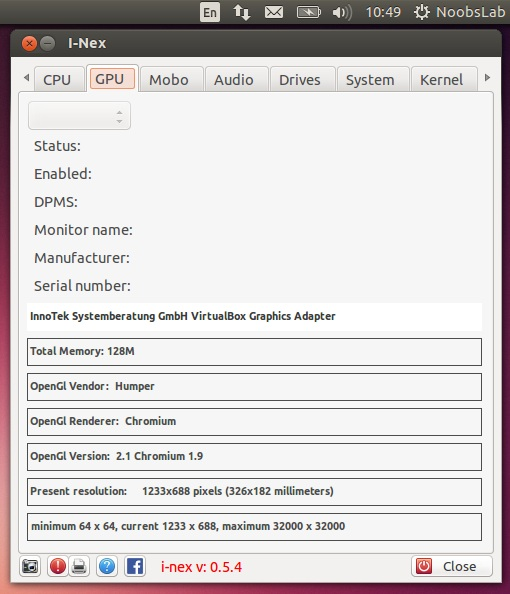 En 10:49 NoobsLab
I-Nex
CPU GPU Mobo Audio Drives System Kernel
Status:
Enabled:
DPMS:
Monitor name:
Manufacturer:
Serial number:
InnoTek Systemberatung GmbH VirtualBox Graphics Adapter
Total Memory: 128M
OpenGl Vendor: Humper
OpenGl Renderer: Chromium
OpenGl Version: 2.1 Chromium 1.9
Present resolution: 1233x688 pixels (326x182 millimeters)
minimum 64 x 64, current 1233 x 688, maximum 32000 x 32000
i-nex v: 0.5.4 Close